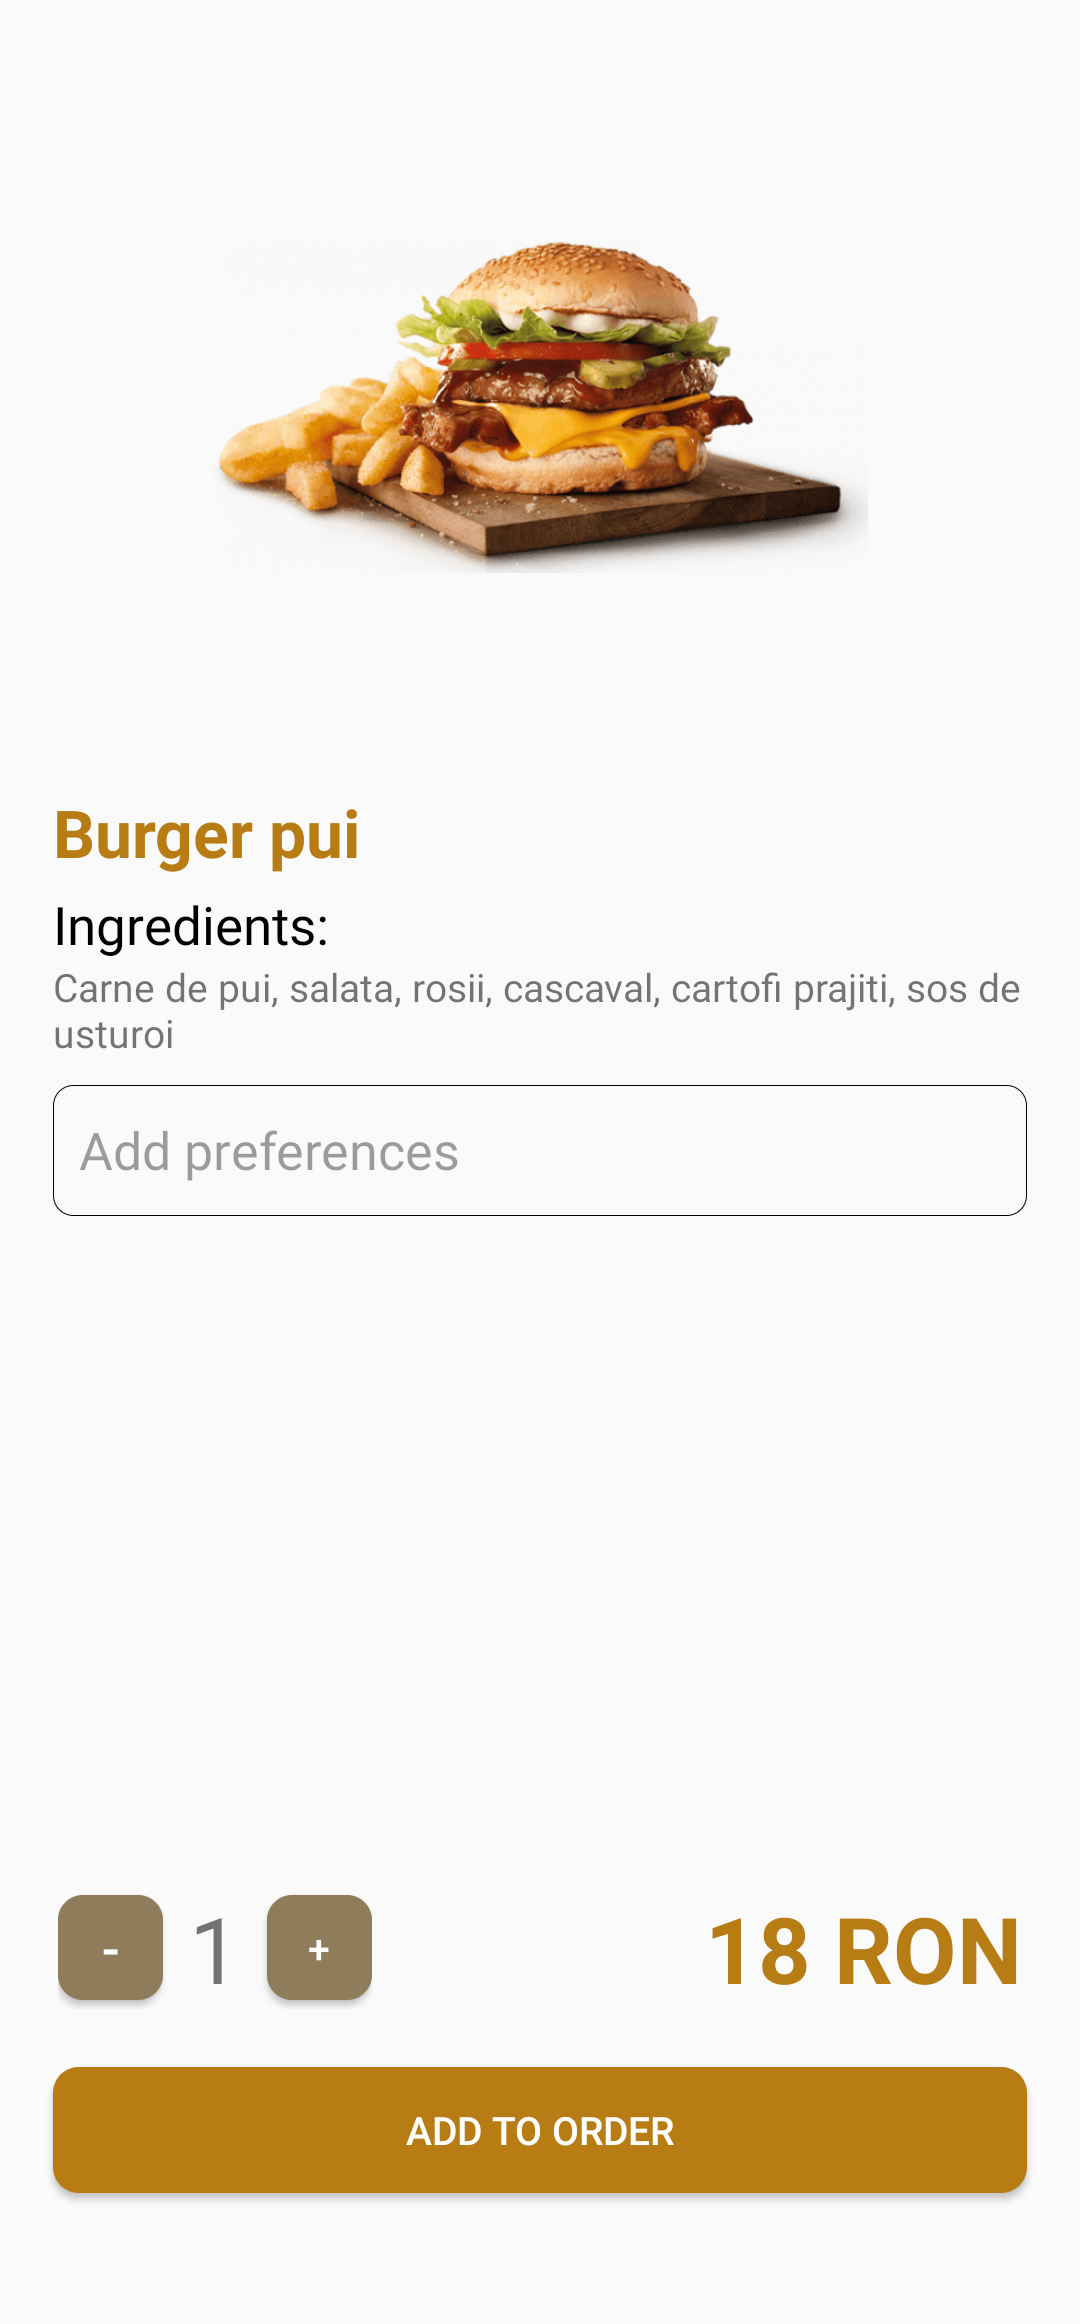 Burger pui
Ingredients:
Carne de pui, salata, rosii, cascaval, cartofi prajiti, sos de
usturoi
Add preferences
- 1 + 18 RON
ADD TO ORDER